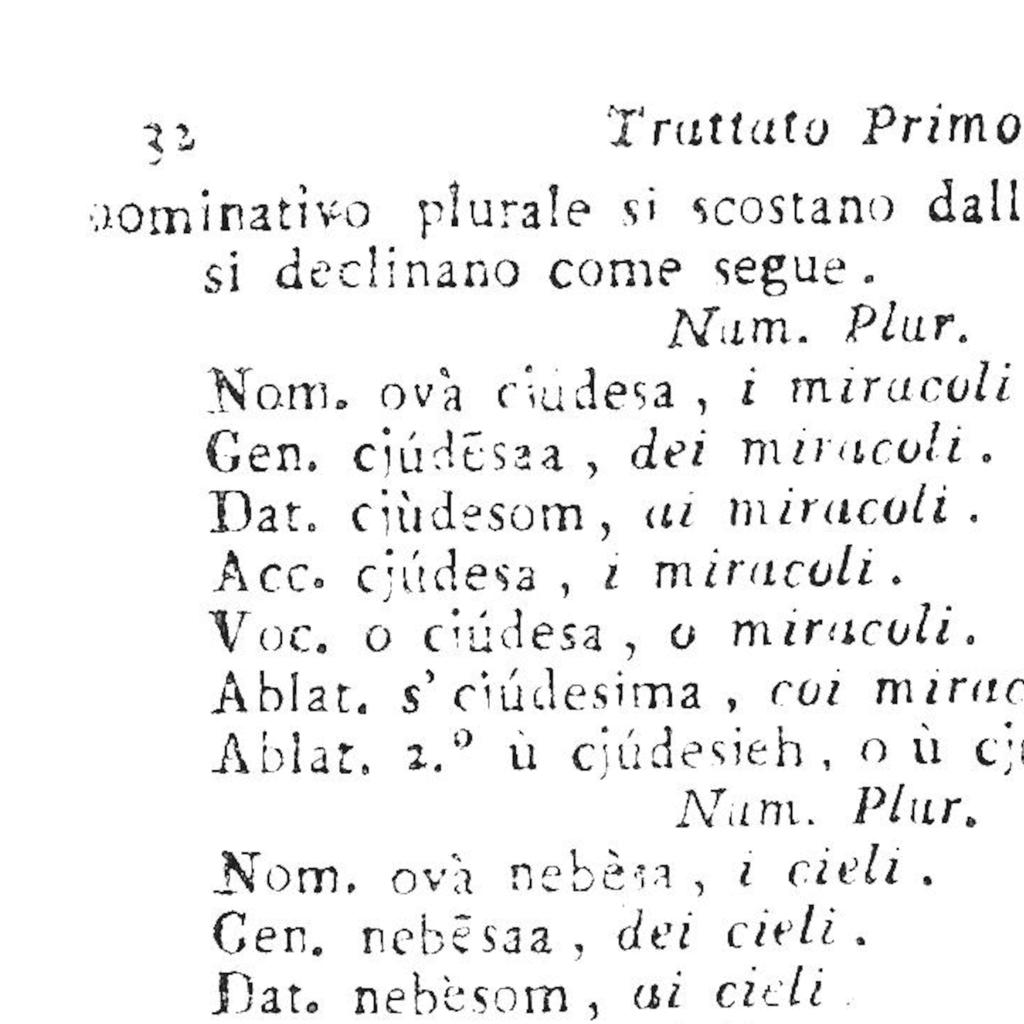 32 Trattato Primo
nominativo plurale si scostano dall
si declinano come segue.
Num. Plur.
Nom. ovà ciúdesa, i miracoli
Gen. cjúdēsaa, dei miracoli.
Dat. cjùdesom, ai miracoli.
Acc. cjúdesa, i miracoli.
Voc. o ciúdesa, o miracoli.
Ablat. s' ciúdesima, coi mirac
Ablat. 2.º ù cjúdesieh, o ù cj
Num. Plur.
Nom. ovà nebèsa, i cieli.
Gen. nebēsaa, dei cieli.
Dat. nebèsom, ai cieli.